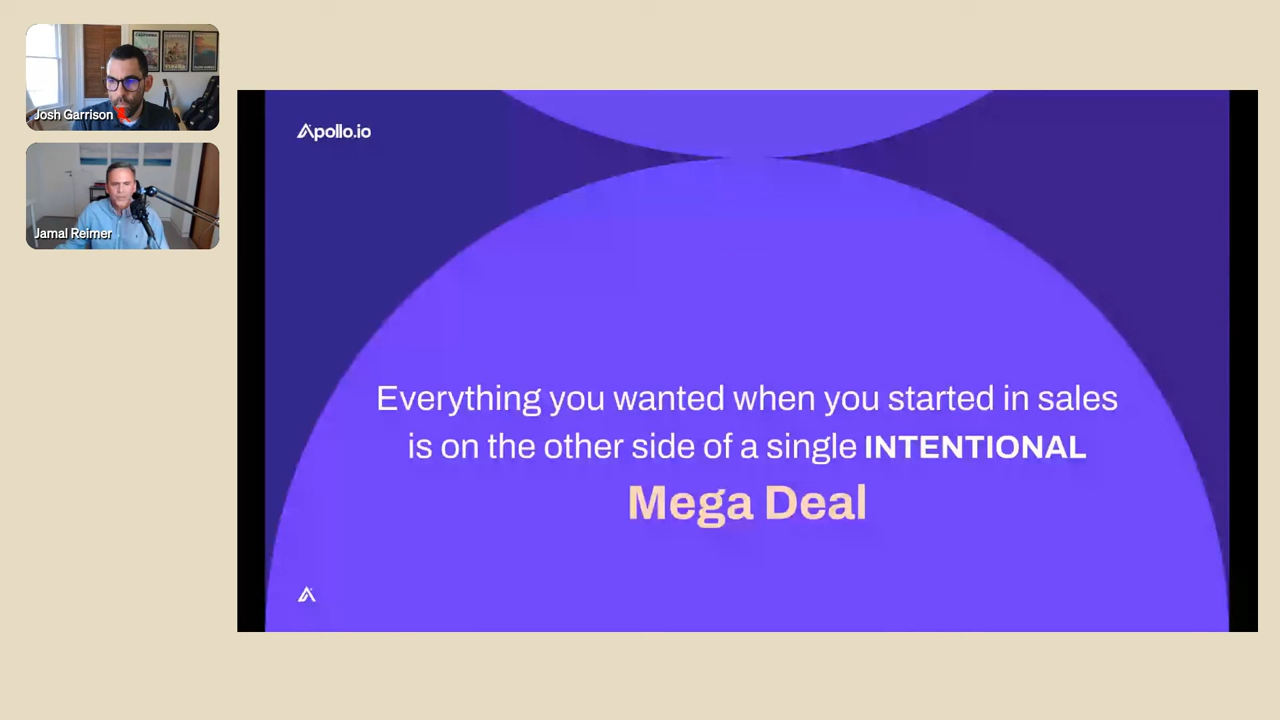 Josh Garrison
Jamal Reimer
Apollo.io
Everything you wanted when you started in sales
is on the other side of a single INTENTIONAL
Mega Deal